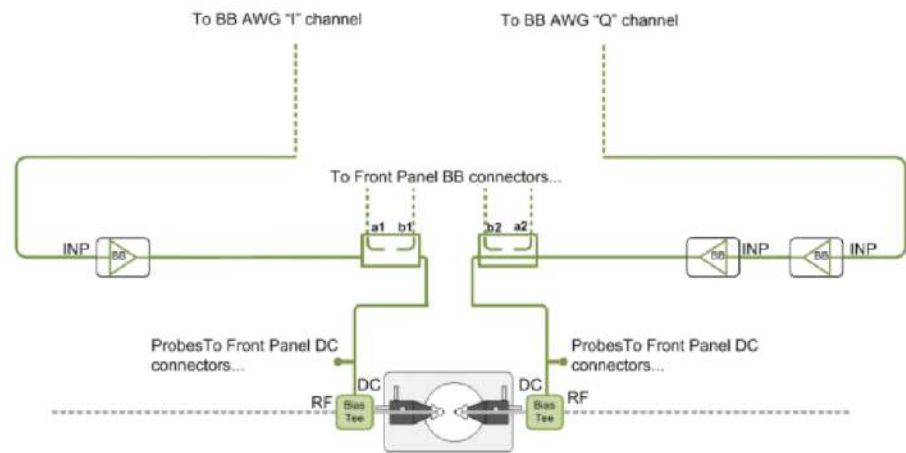 To BB AWG “I” channel
To BB AWG “Q” channel
To Front Panel BB connectors...
a1 b1
b2 a2
INP
BB
BB
INP
BB
INP
ProbesTo Front Panel DC
connectors...
ProbesTo Front Panel DC
connectors...
DC
DC
RF
RF
Bias
Tee
Bias
Tee